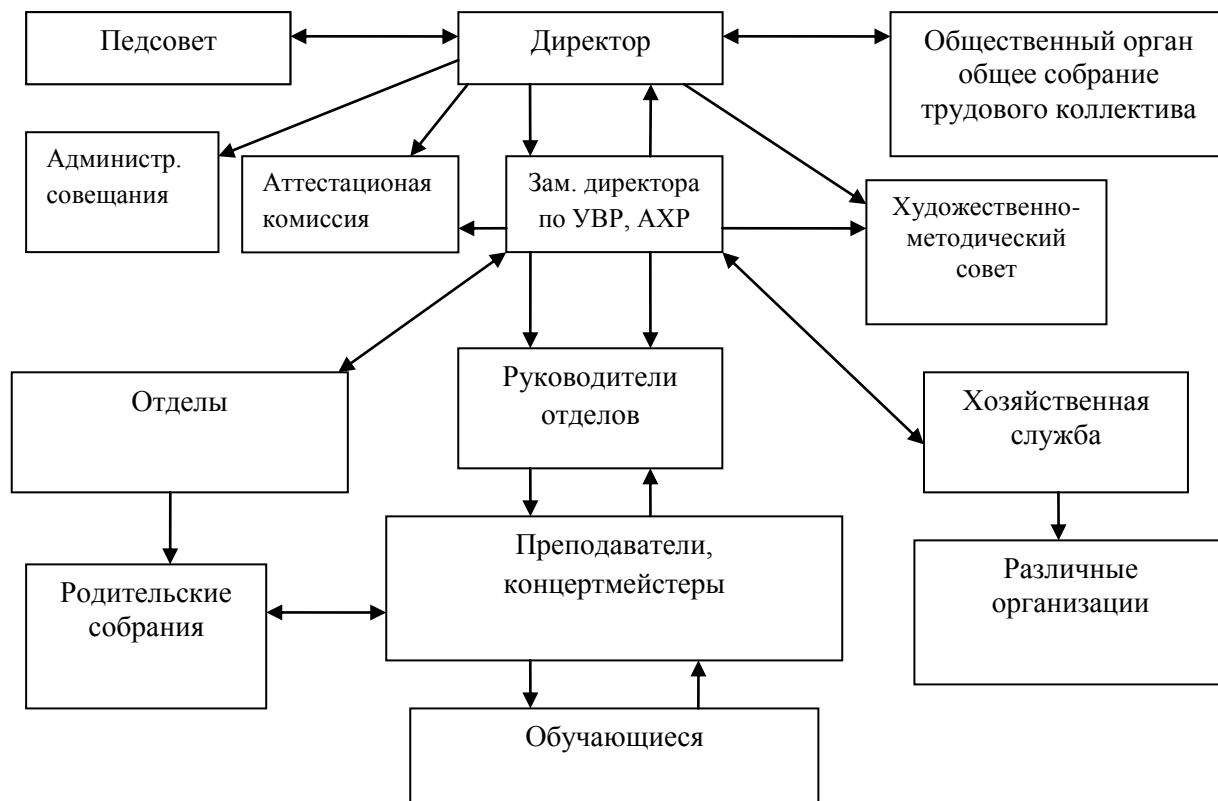 Педсовет
Директор
Общественный орган
общее собрание
трудового коллектива
Администр.
совещания
Аттестационая
комиссия
Зам. директора
по УВР, АХР
Художественно-
методический
совет
Отделы
Руководители
отделов
Хозяйственная
служба
Родительские
собрания
Преподаватели,
концертмейстеры
Различные
организации
Обучающиеся